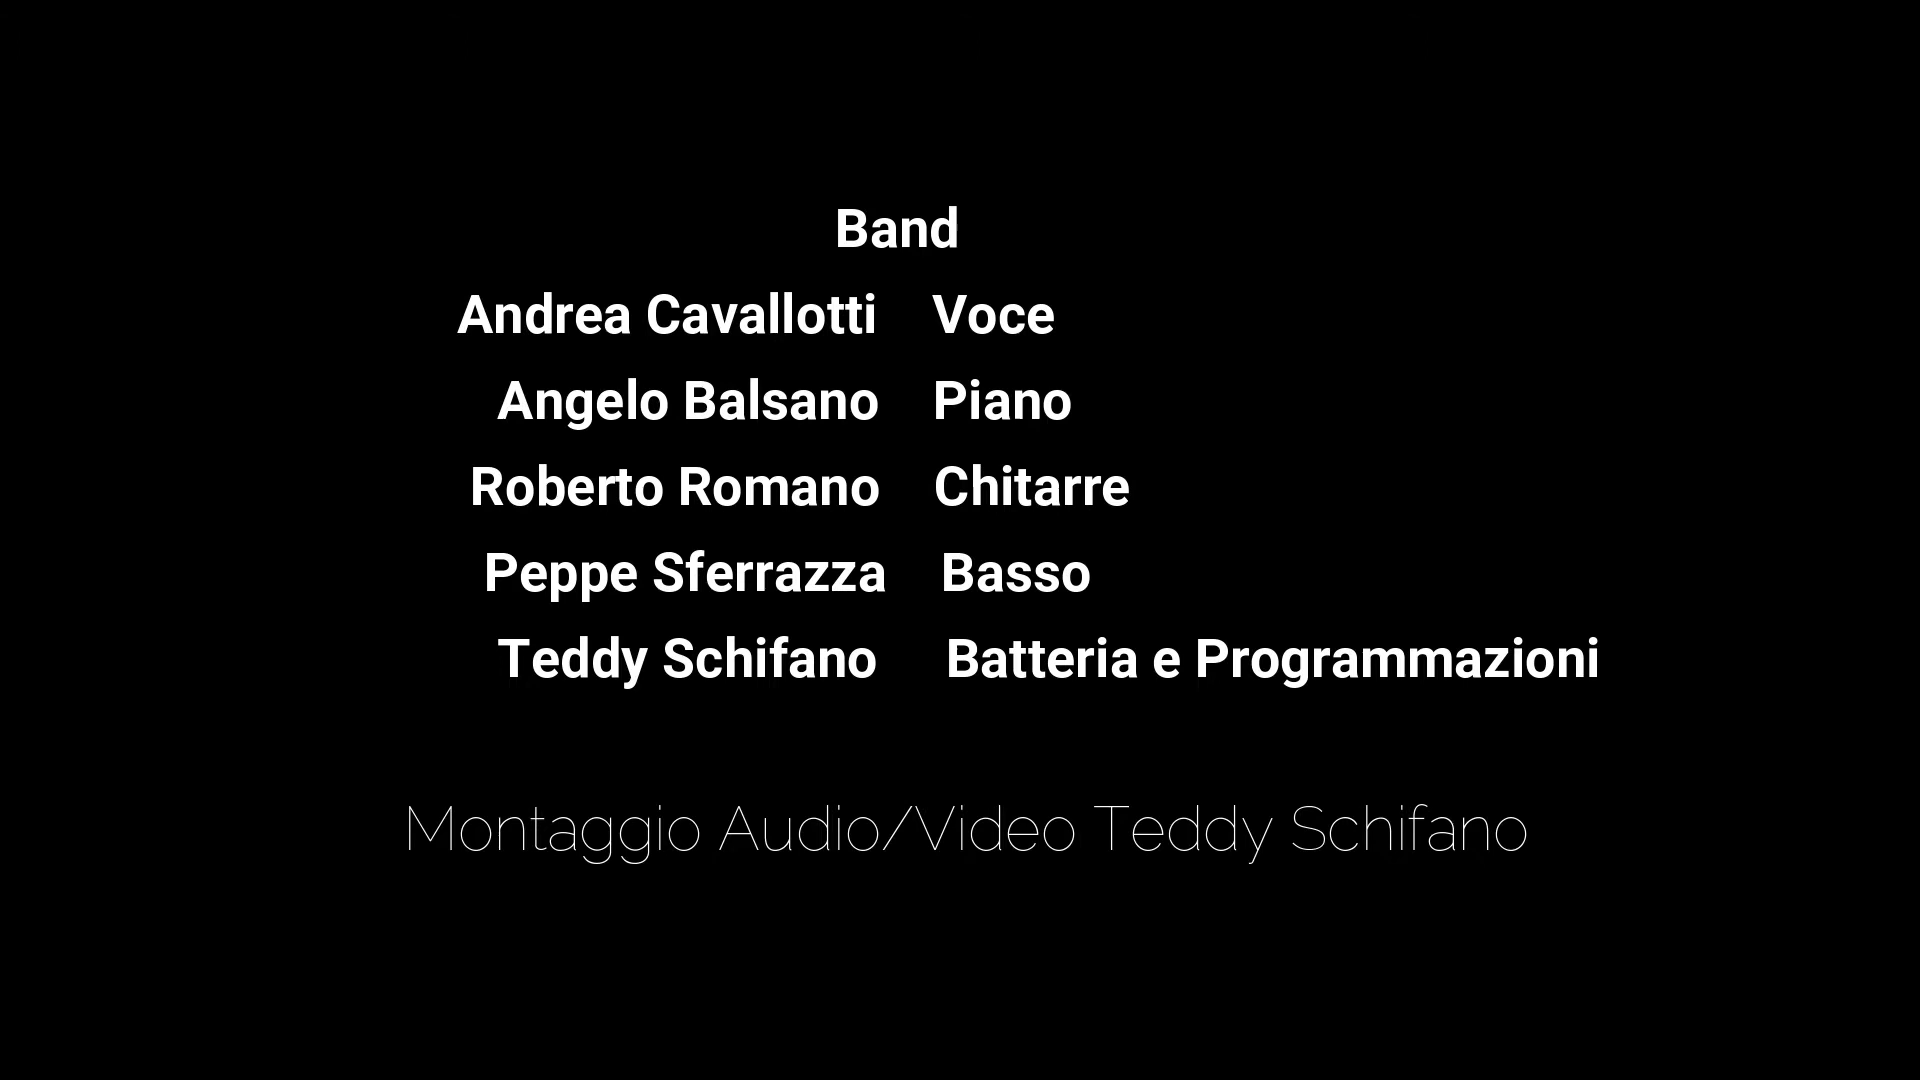 Band
Andrea Cavallotti Voce
Angelo Balsano Piano
Roberto Romano Chitarre
Peppe Sferrazza Basso
Teddy Schifano Batteria e Programmazioni
Montaggio Audio/Video Teddy Schifano